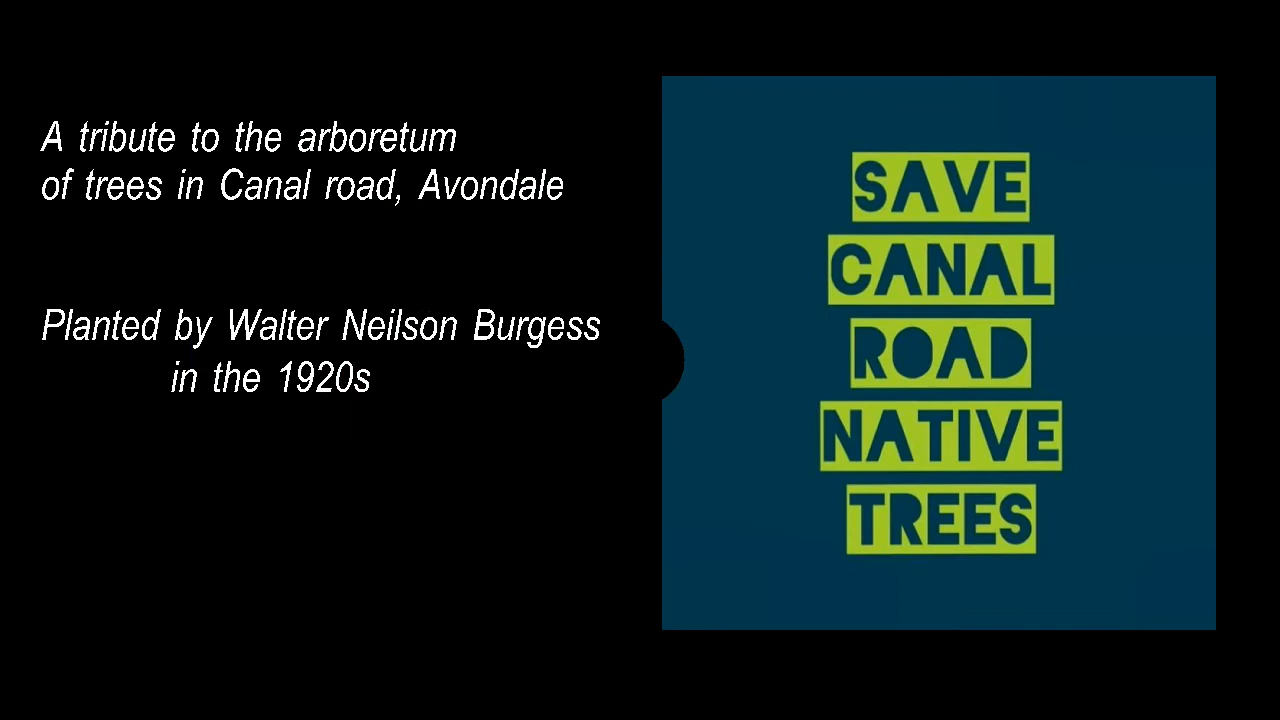 A tribute to the arboretum
of trees in Canal road, Avondale
Planted by Walter Neilson Burgess
in the 1920s
SAVE
CANAL
ROAD
NATIVE
TREES